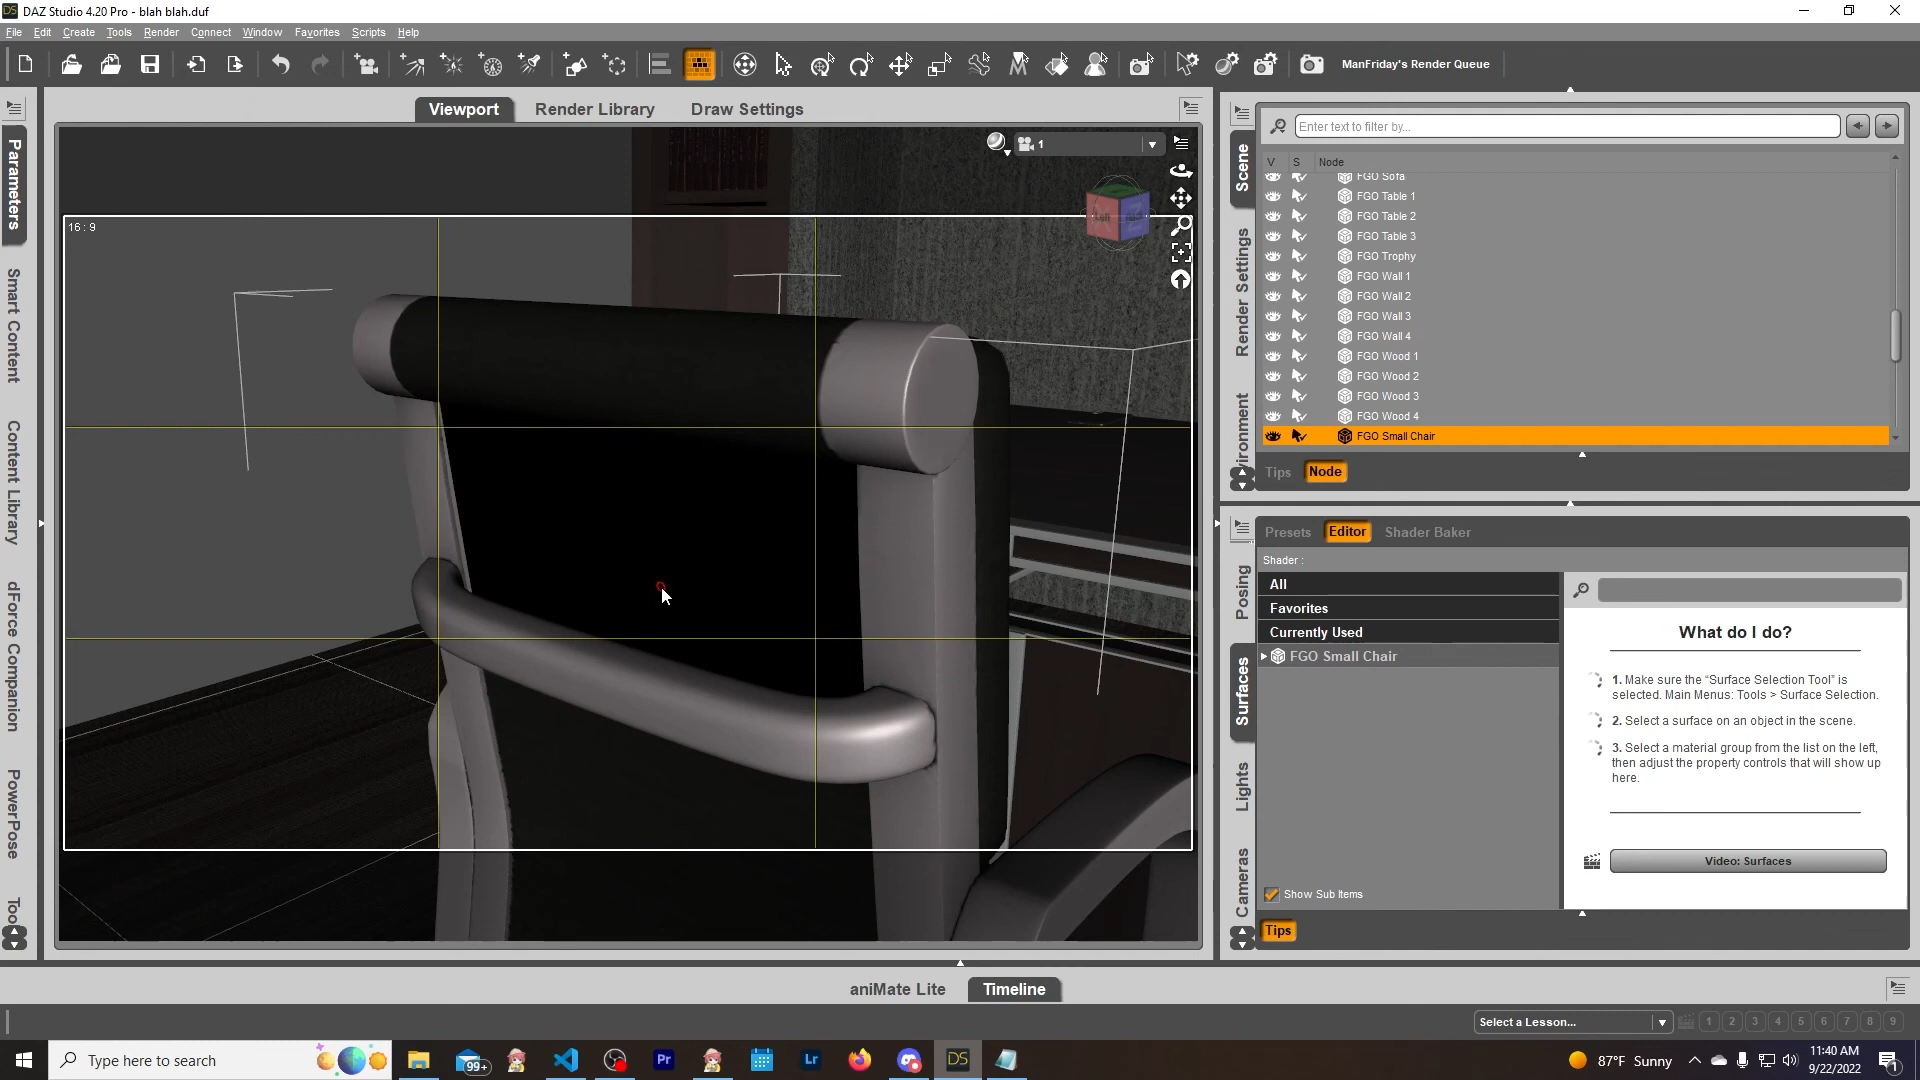 DAZ Studio 4.20 Pro - blah blah.duf
File Edit Create Tools Render Connect Window Favorites Scripts Help
ManFriday's Render Queue
Viewport Render Library Draw Settings
1
16 : 9
Parameters
Smart Content
Content Library
dForce Companion
PowerPose
Enter text to filter by...
V S Node
FGO Sofa
FGO Table 1
FGO Table 2
FGO Table 3
FGO Trophy
FGO Wall 1
FGO Wall 2
FGO Wall 3
FGO Wall 4
FGO Wood 1
FGO Wood 2
FGO Wood 3
FGO Wood 4
FGO Small Chair
Tips Node
Scene
Render Settings
Presets Editor Shader Baker
Shader :
All
Favorites
Currently Used
FGO Small Chair
Show Sub Items
Tips
Posing
Surfaces
Lights
Cameras
What do I do?
1. Make sure the "Surface Selection Tool" is
selected. Main Menus: Tools > Surface Selection.
2. Select a surface on an object in the scene.
3. Select a material group from the list on the left,
then adjust the property controls that will show up
here.
Video: Surfaces
aniMate Lite Timeline
Select a Lesson... 1 2 3 4 5 6 7 8 9
Type here to search
99+
Pr
Lr
DS
87°F Sunny
11:40 AM
9/22/2022
1